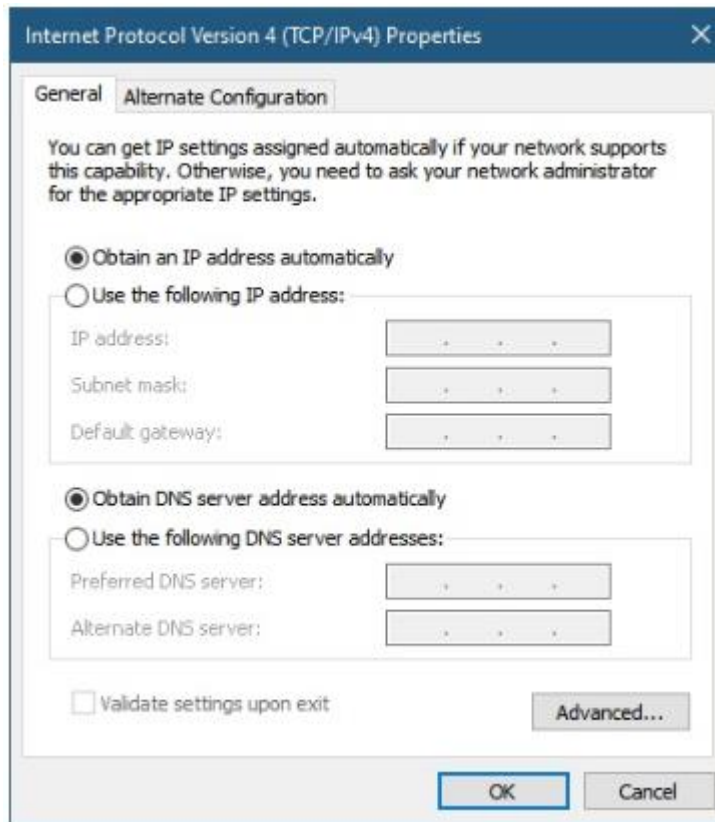 Internet Protocol Version 4 (TCP/IPv4) Properties
General
Alternate Configuration
You can get IP settings assigned automatically if your network supports
this capability. Otherwise, you need to ask your network administrator
for the appropriate IP settings.
Obtain an IP address automatically
Use the following IP address:
IP address:
Subnet mask:
Default gateway:
Obtain DNS server address automatically
Use the following DNS server addresses:
Preferred DNS server:
Alternate DNS server:
Validate settings upon exit
Advanced...
OK
Cancel